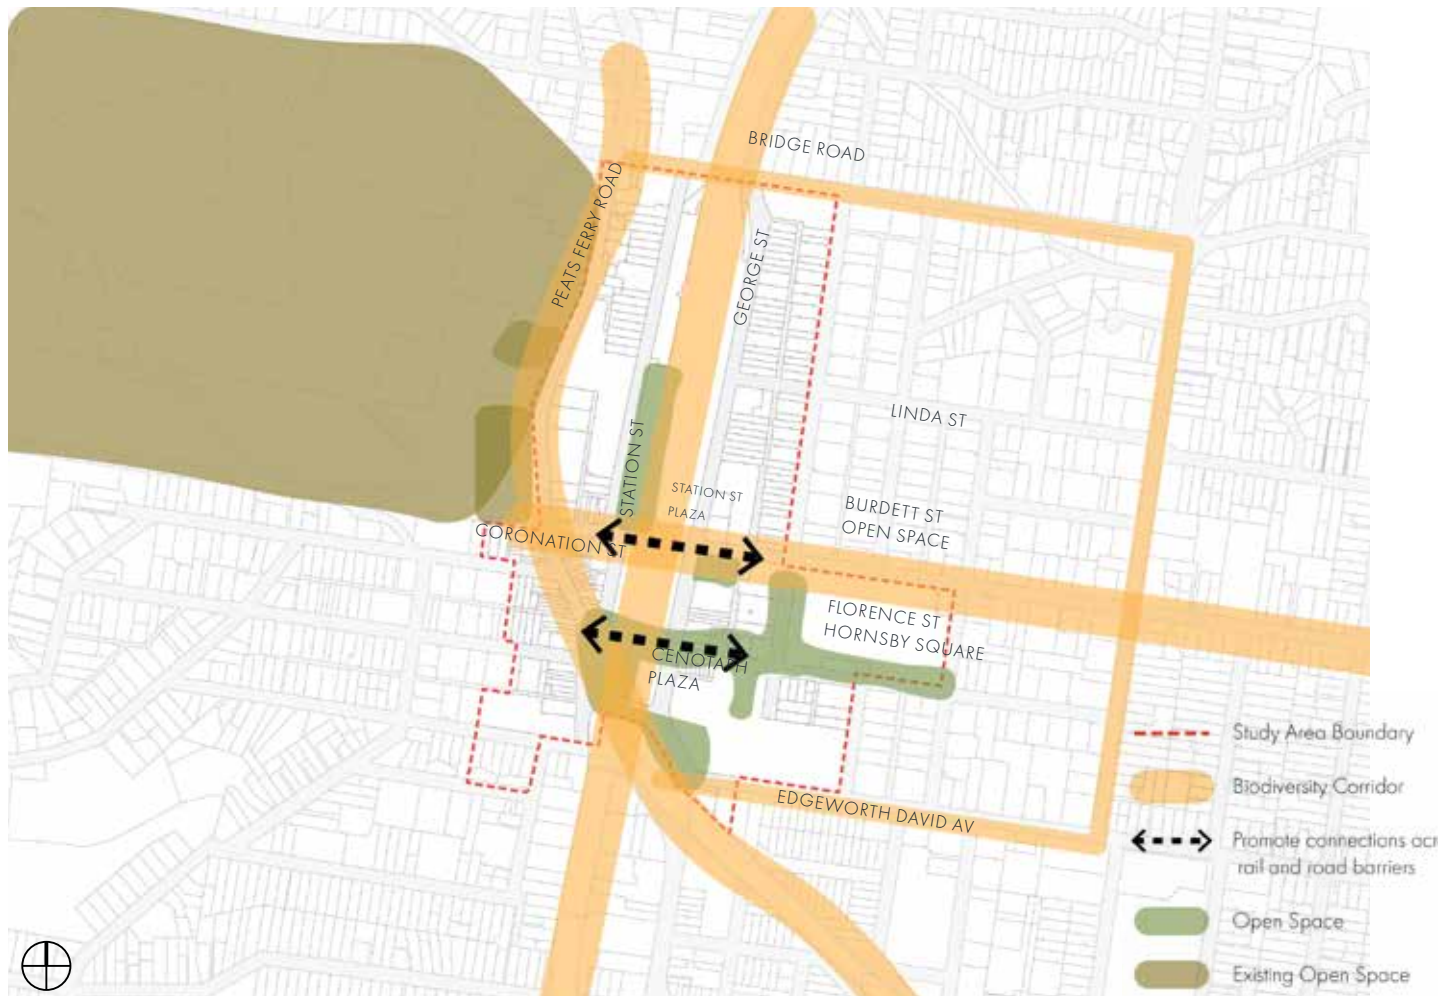 BRIDGE ROAD
PEATS FERRY ROAD
GEORGE ST
LINDA ST
STATION ST
STATION ST
PLAZA
BURDETT ST
OPEN SPACE
CORONATION ST
FLORENCE ST
HORNSBY SQUARE
CENOTAPH
PLAZA
EDGEWORTH DAVID AV
Study Area Boundary
Biodiversity Corridor
Promote connections acr
rail and road barriers
Open Space
Existing Open Space